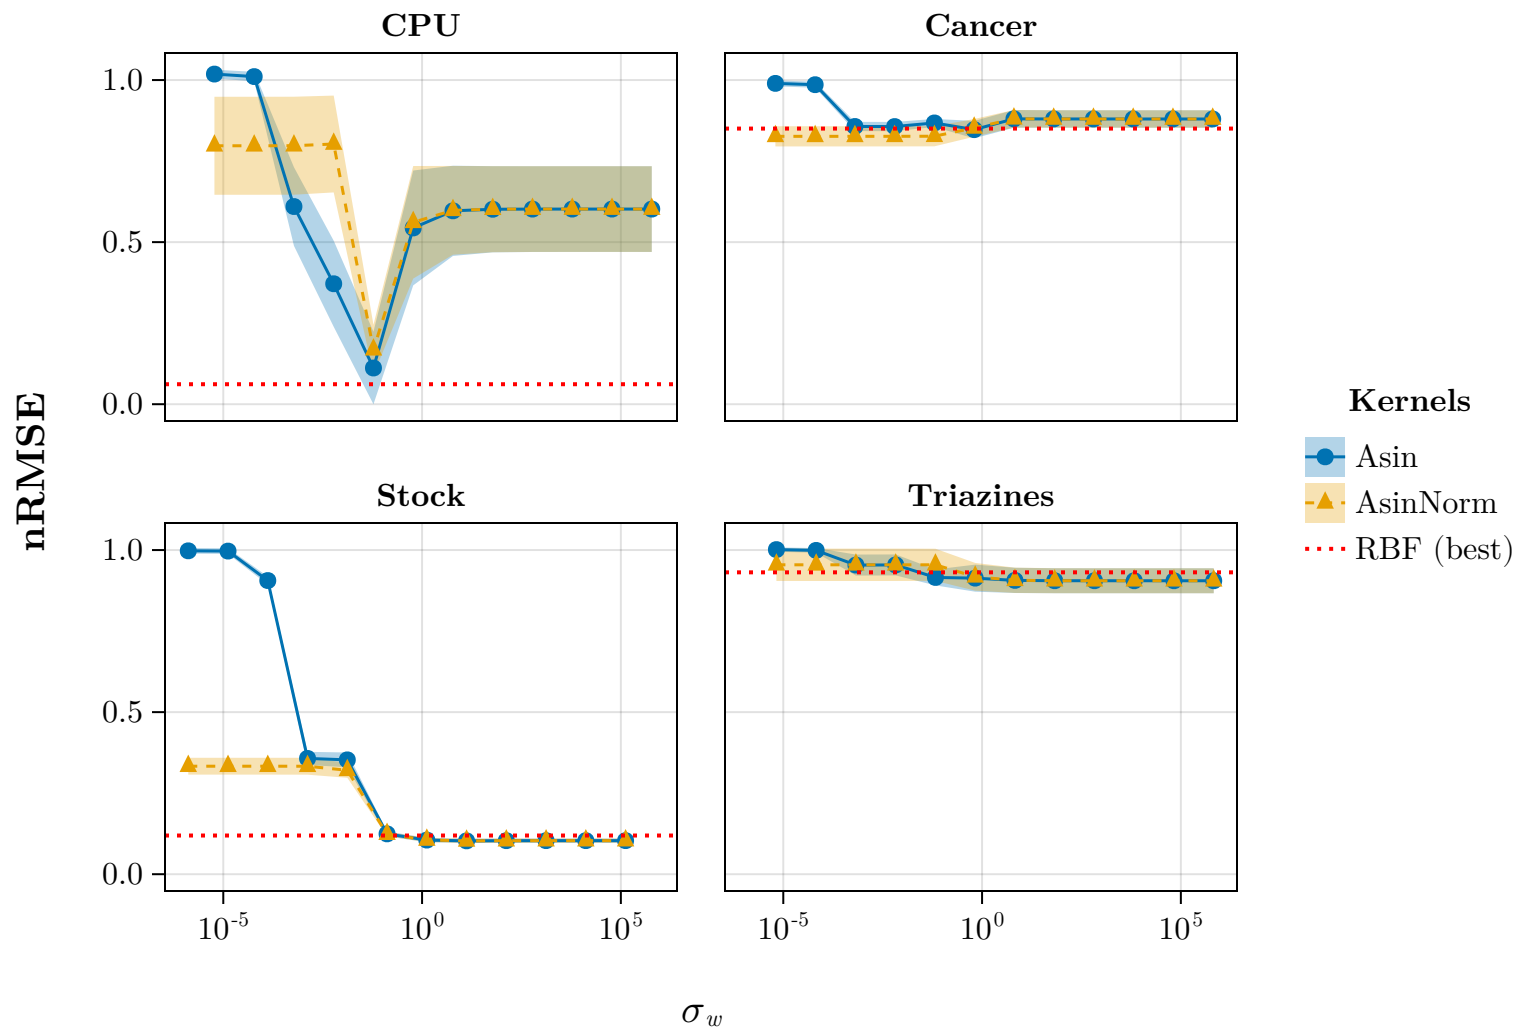 CPU
Cancer
1.0
0.5
0.0
nRMSE
Kernels
Asin
AsinNorm
RBF (best)
Stock
Triazines
1.0
0.5
0.0
10^-5 10^0 10^5
10^-5 10^0 10^5
σ_w